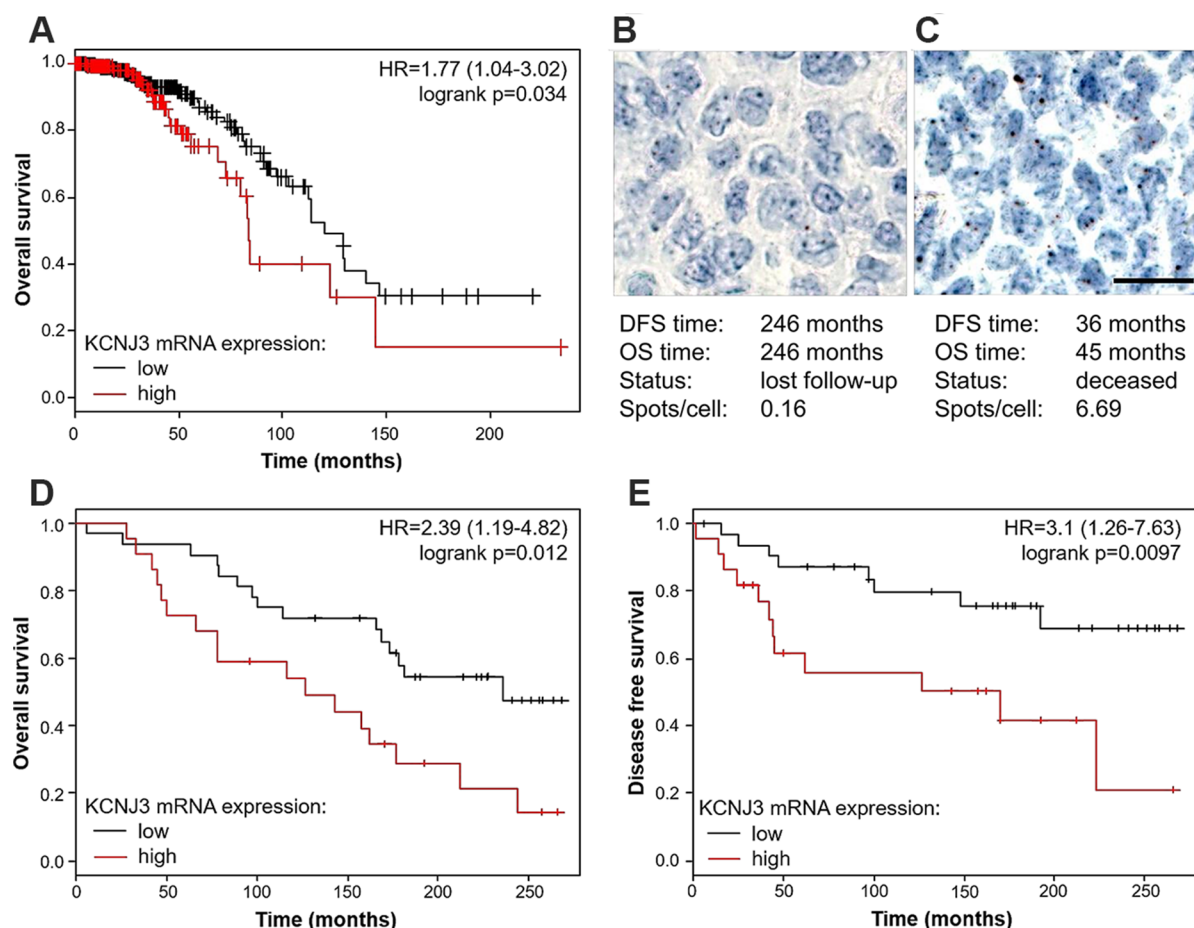 A
HR=1.77 (1.04-3.02)
logrank p=0.034
1.0
0.8
0.6
0.4
0.2
0.0
Overall survival
KCNJ3 mRNA expression:
low
high
0 50 100 150 200
Time (months)
B
DFS time: 246 months
OS time: 246 months
Status: lost follow-up
Spots/cell: 0.16
C
DFS time: 36 months
OS time: 45 months
Status: deceased
Spots/cell: 6.69
D
HR=2.39 (1.19-4.82)
logrank p=0.012
1.0
0.8
0.6
0.4
0.2
0.0
Overall survival
KCNJ3 mRNA expression:
low
high
0 50 100 150 200 250
Time (months)
E
HR=3.1 (1.26-7.63)
logrank p=0.0097
1.0
0.8
0.6
0.4
0.2
0.0
Disease free survival
KCNJ3 mRNA expression:
low
high
0 50 100 150 200 250
Time (months)